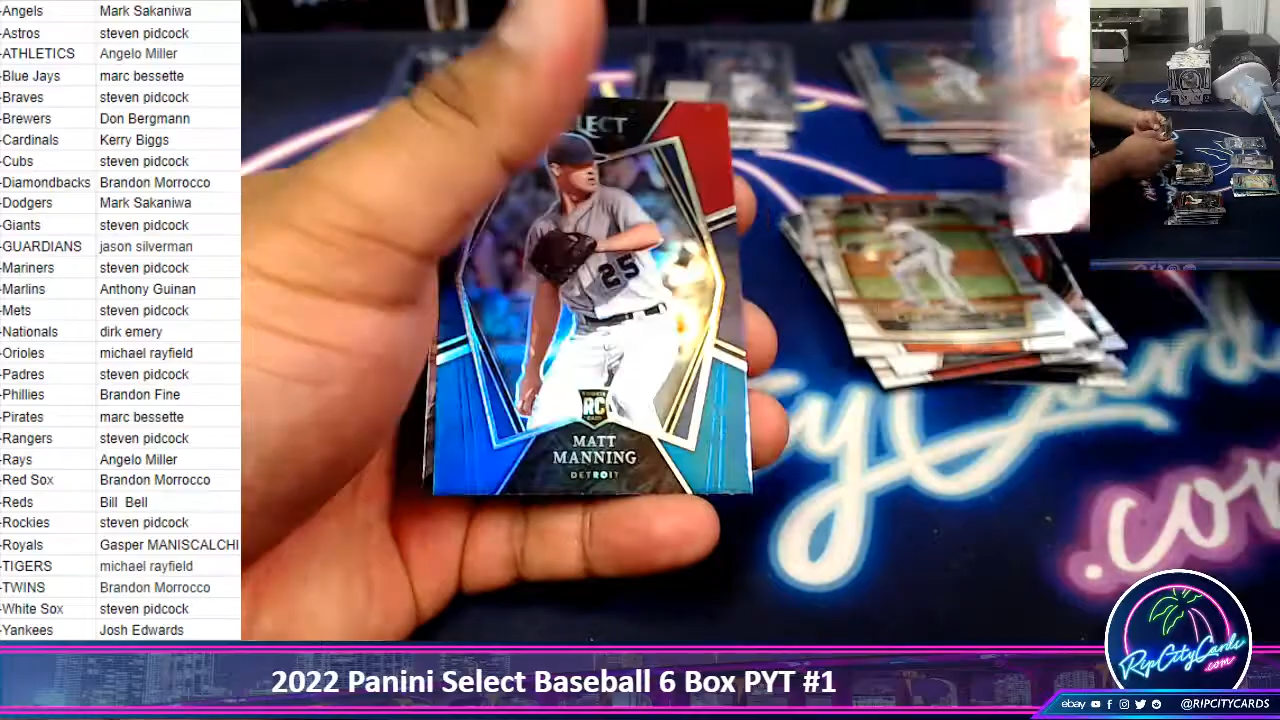 -Angels Mark Sakaniwa
-Astros steven pidcock
-ATHLETICS Angelo Miller
-Blue Jays marc bessette
-Braves steven pidcock
-Brewers Don Bergmann
-Cardinals Kerry Biggs
-Cubs steven pidcock
-Diamondbacks Brandon Morrocco
-Dodgers Mark Sakaniwa
-Giants steven pidcock
-GUARDIANS jason silverman
-Mariners steven pidcock
-Marlins Anthony Guinan
-Mets steven pidcock
-Nationals dirk emery
-Orioles michael rayfield
-Padres steven pidcock
-Phillies Brandon Fine
-Pirates marc bessette
-Rangers steven pidcock
-Rays Angelo Miller
-Red Sox Brandon Morrocco
-Reds Bill Bell
-Rockies steven pidcock
-Royals Gasper MANISCALCHI
-TIGERS michael rayfield
-TWINS Brandon Morrocco
-White Sox steven pidcock
-Yankees Josh Edwards
LECT
25
RC
MATT
MANNING
DETROIT
2022 Panini Select Baseball 6 Box PYT #1
RipCityCards
.com
ebay @RIPCITYCARDS